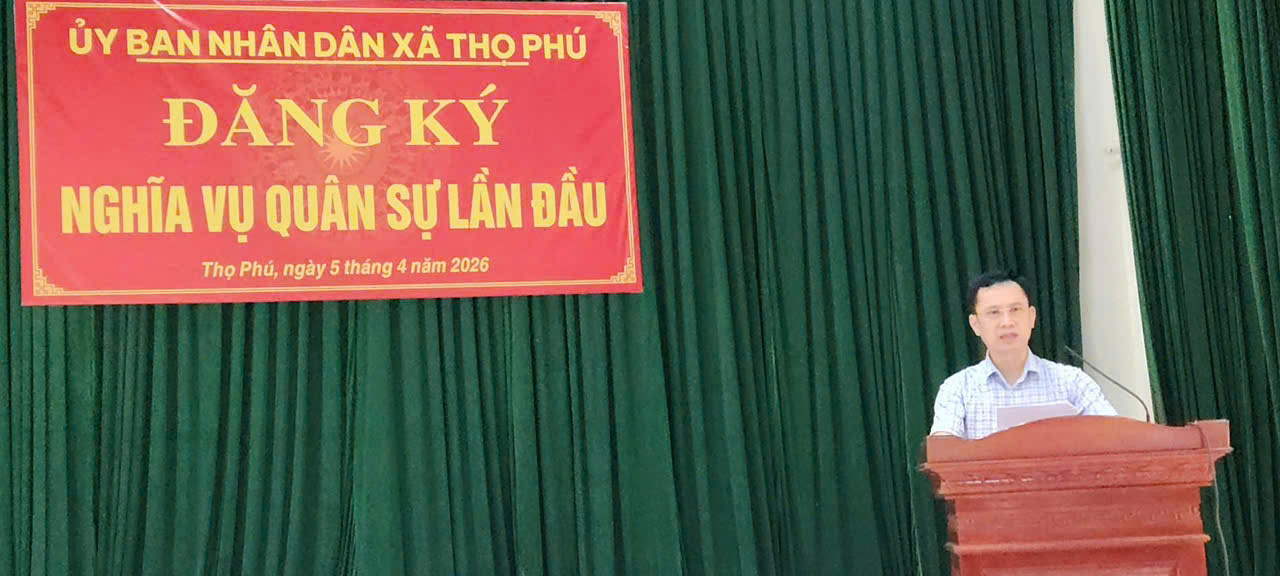 ỦY BAN NHÂN DÂN XÃ THỌ PHÚ
ĐĂNG KÝ
NGHĨA VỤ QUÂN SỰ LẦN ĐẦU
Thọ Phú, ngày 5 tháng 4 năm 2026